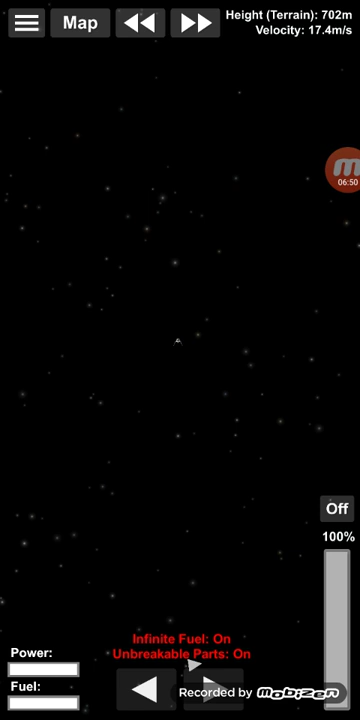 Map
Height (Terrain): 702m
Velocity: 17.4m/s
06:50
Off
100%
Infinite Fuel: On
Unbreakable Parts: On
Power:
Fuel:
Recorded by mobizen